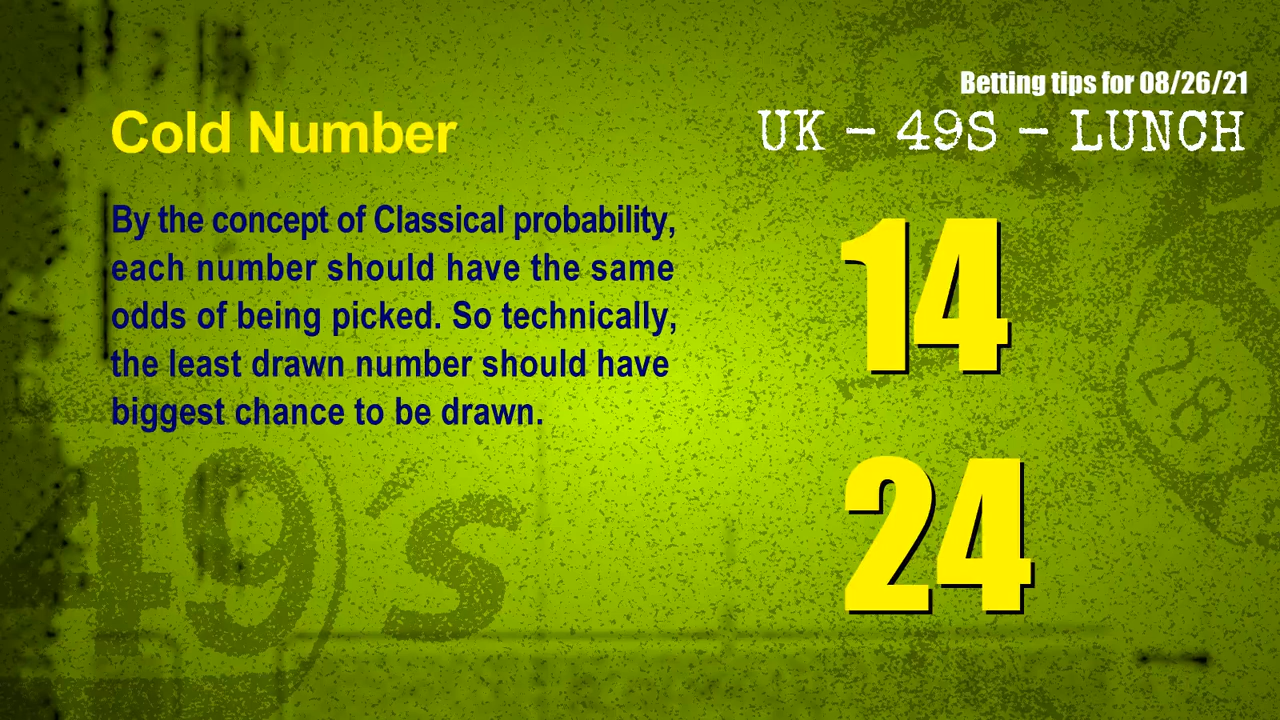 Betting tips for 08/26/21
UK - 49S - LUNCH
Cold Number
By the concept of Classical probability,
each number should have the same
odds of being picked. So technically,
the least drawn number should have
biggest chance to be drawn.
14
24
28
49's